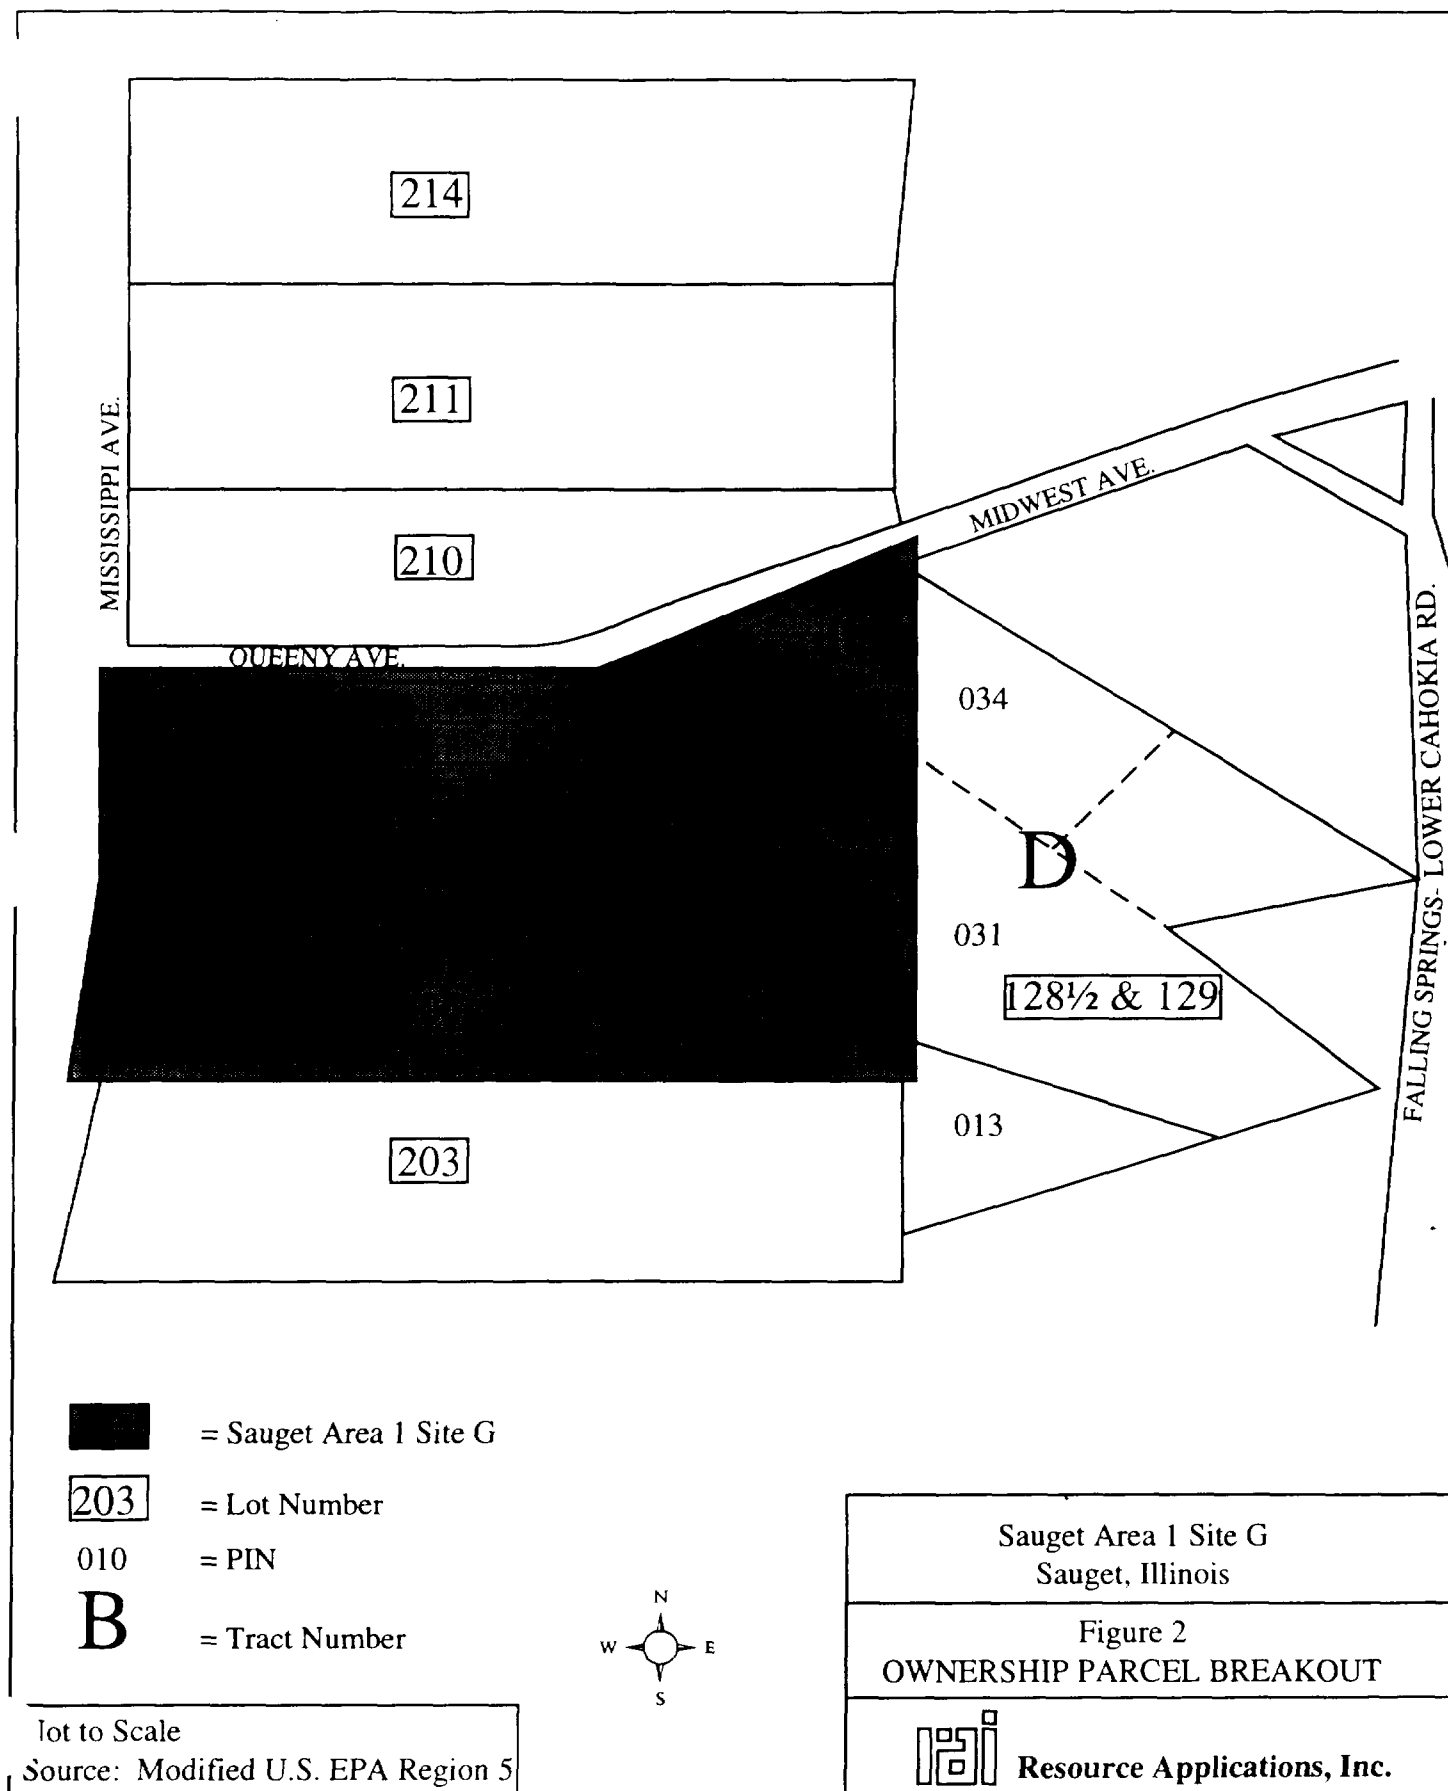 214
211
MISSISSIPPI AVE.
210
MIDWEST AVE.
QUEENY AVE.
034
FALLING SPRINGS- LOWER CAHOKIA RD.
D
031
128½ & 129
013
203
= Sauget Area 1 Site G
203 = Lot Number
010 = PIN
B = Tract Number
N
W E
S
Sauget Area 1 Site G
Sauget, Illinois
Figure 2
OWNERSHIP PARCEL BREAKOUT
Resource Applications, Inc.
to Scale
Source: Modified U.S. EPA Region 5